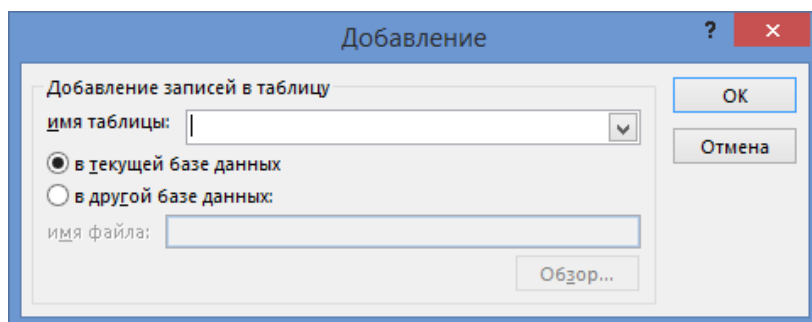 Добавление
?
Добавление записей в таблицу
имя таблицы:
в текущей базе данных
в другой базе данных:
имя файла:
Обзор...
ОК
Отмена